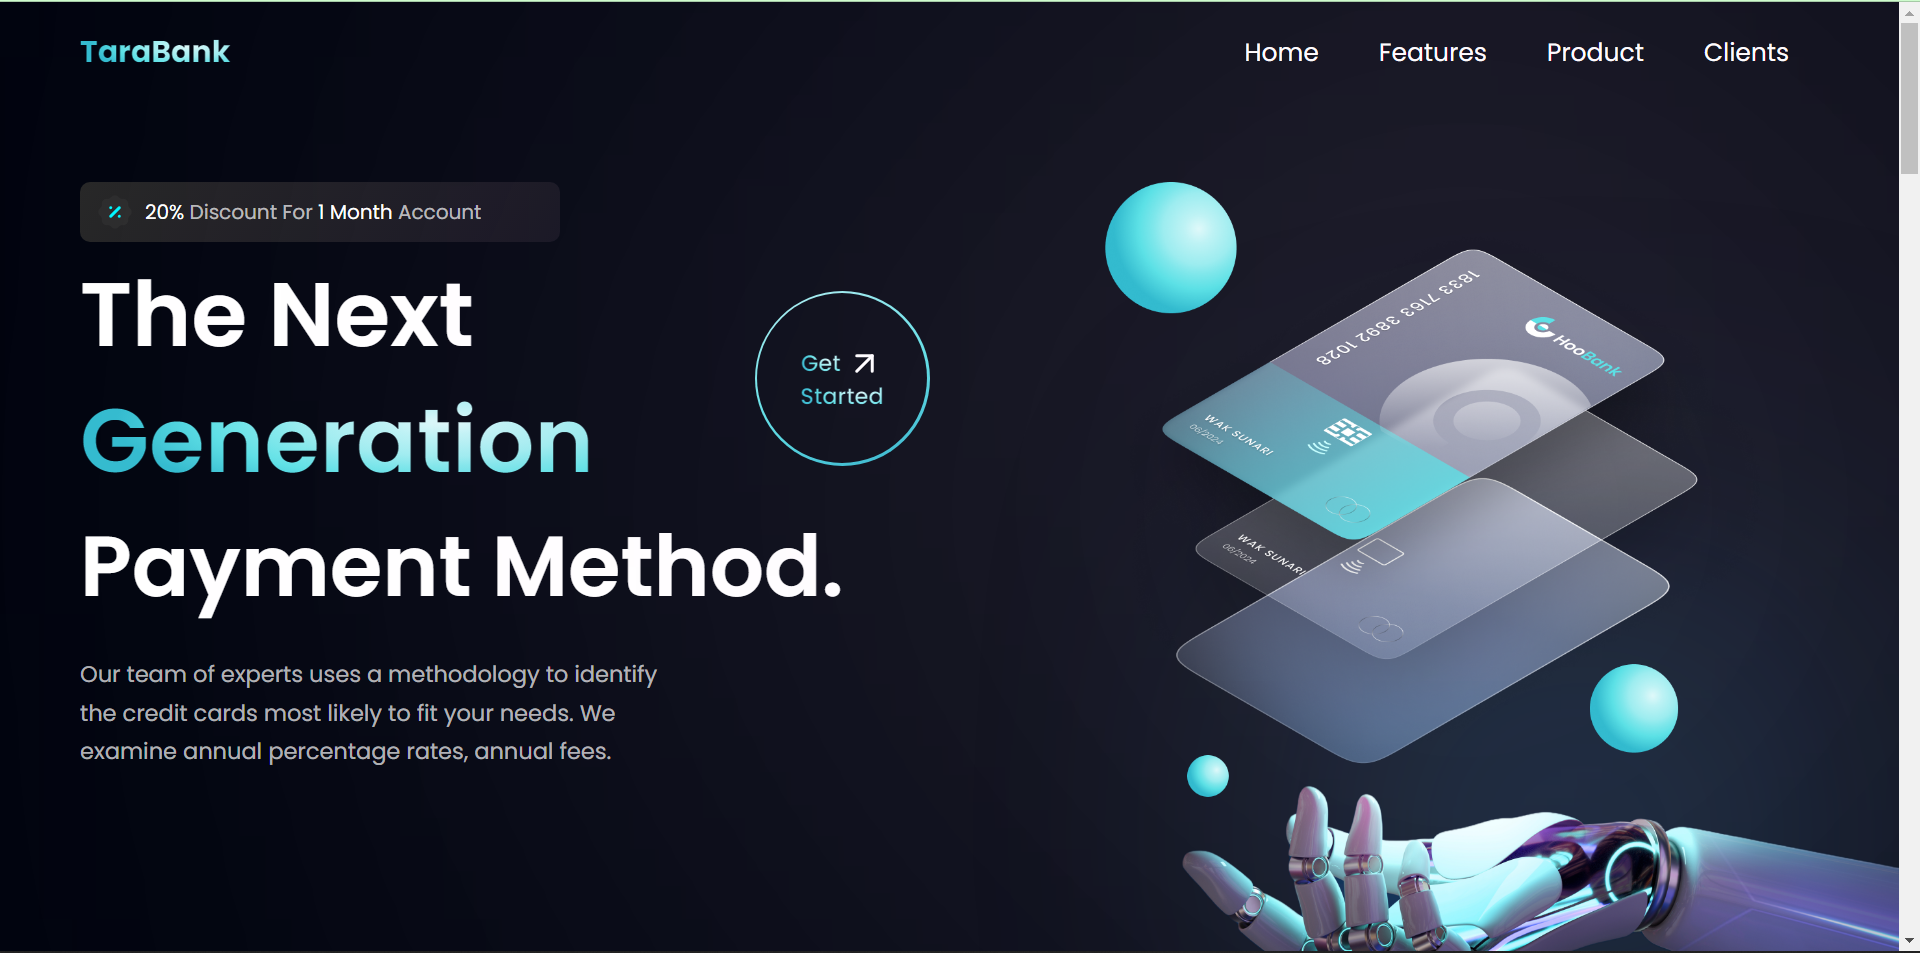 TaraBank
Home Features Product Clients
20% Discount For 1 Month Account
The Next
Generation
Payment Method.
Get
Started
Our team of experts uses a methodology to identify
the credit cards most likely to fit your needs. We
examine annual percentage rates, annual fees.
1833 7163 3892 1028
HooBank
WAK SUNARI
06/2024
WAK SUNARI
06/2024